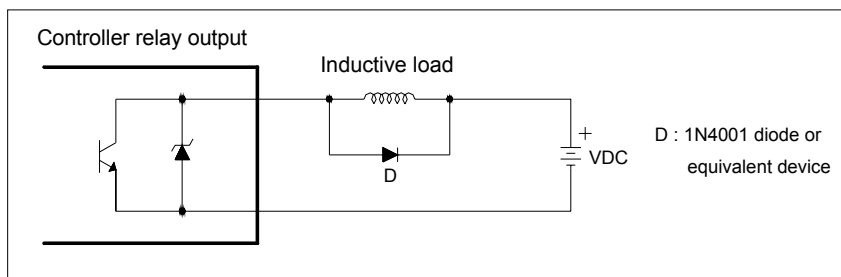 Controller relay output
Inductive load
D
+
VDC
D : 1N4001 diode or
equivalent device